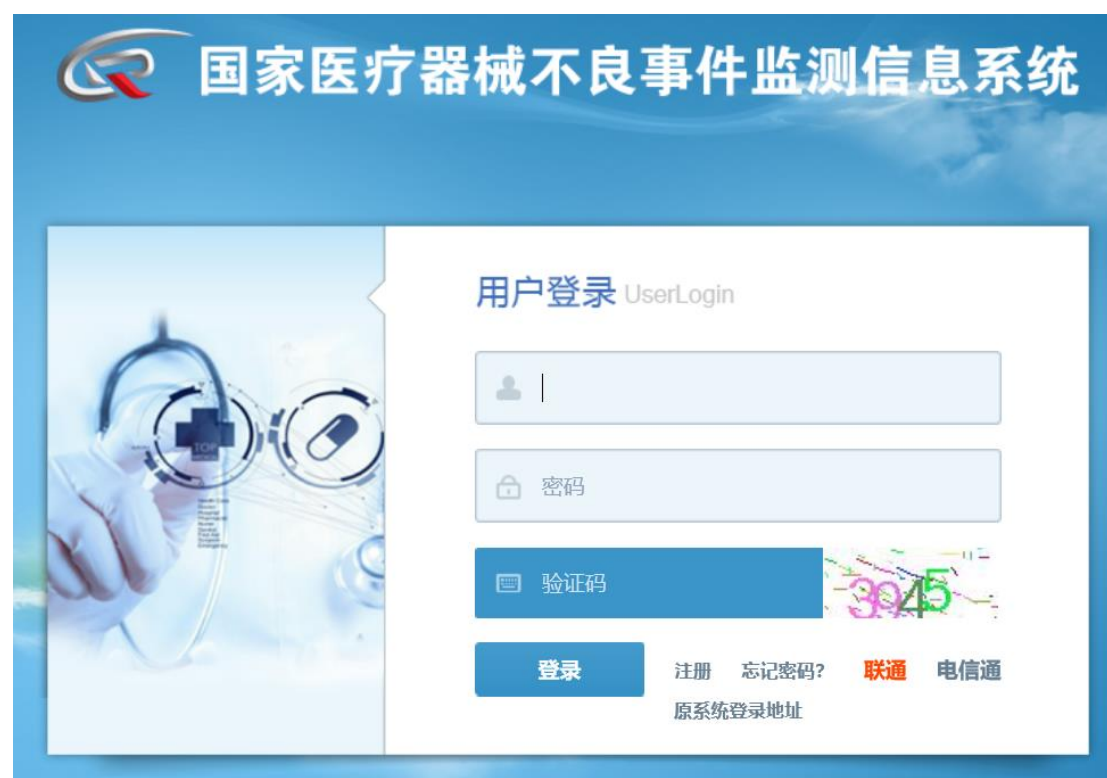 国家医疗器械不良事件监测信息系统
用户登录 UserLogin
TOP
密码
验证码
登录 注册 忘记密码? 联通 电信通
原系统登录地址